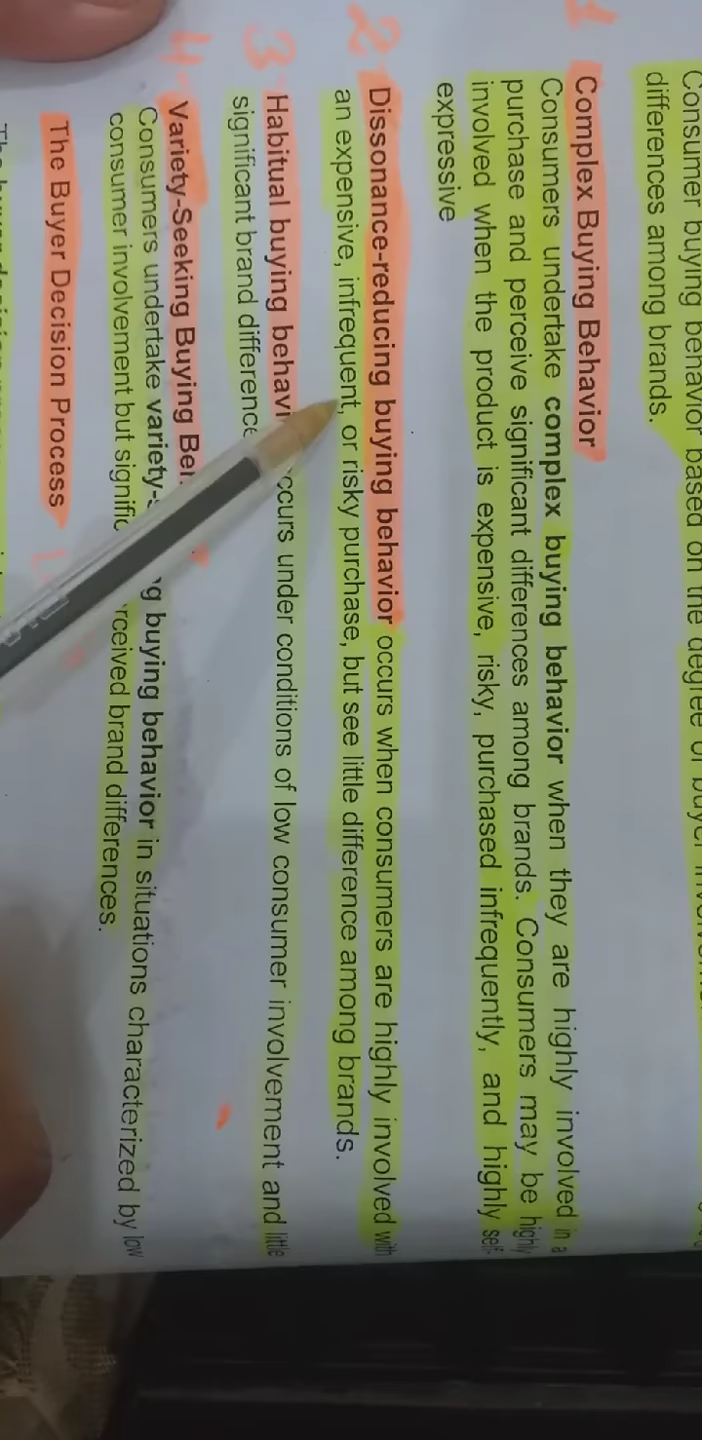 Consumer buying behavior based on the degree of buyer
differences among brands.
1
Complex Buying Behavior
Consumers undertake complex buying behavior when they are highly involved in a
purchase and perceive significant differences among brands. Consumers may be highly
involved when the product is expensive, risky, purchased infrequently, and highly self-
expressive
2
Dissonance-reducing buying behavior occurs when consumers are highly involved with
an expensive, infrequent, or risky purchase, but see little difference among brands.
3
Habitual buying behavi ccurs under conditions of low consumer involvement and little
significant brand differenc
4
Variety-Seeking Buying Be
Consumers undertake variety- ng buying behavior in situations characterized by low
consumer involvement but signific rceived brand differences.
The Buyer Decision Process